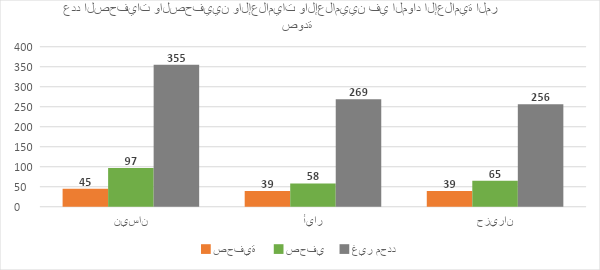 عدد الصحفيات والصحفيين والإعلاميات والإعلاميين في المواد الإعلامية المر
صودة
400
350
300
250
200
150
100
50
0
45
97
355
39
58
269
39
65
256
نيسان
أيار
حزيران
صحفية
صحفي
غير محدد